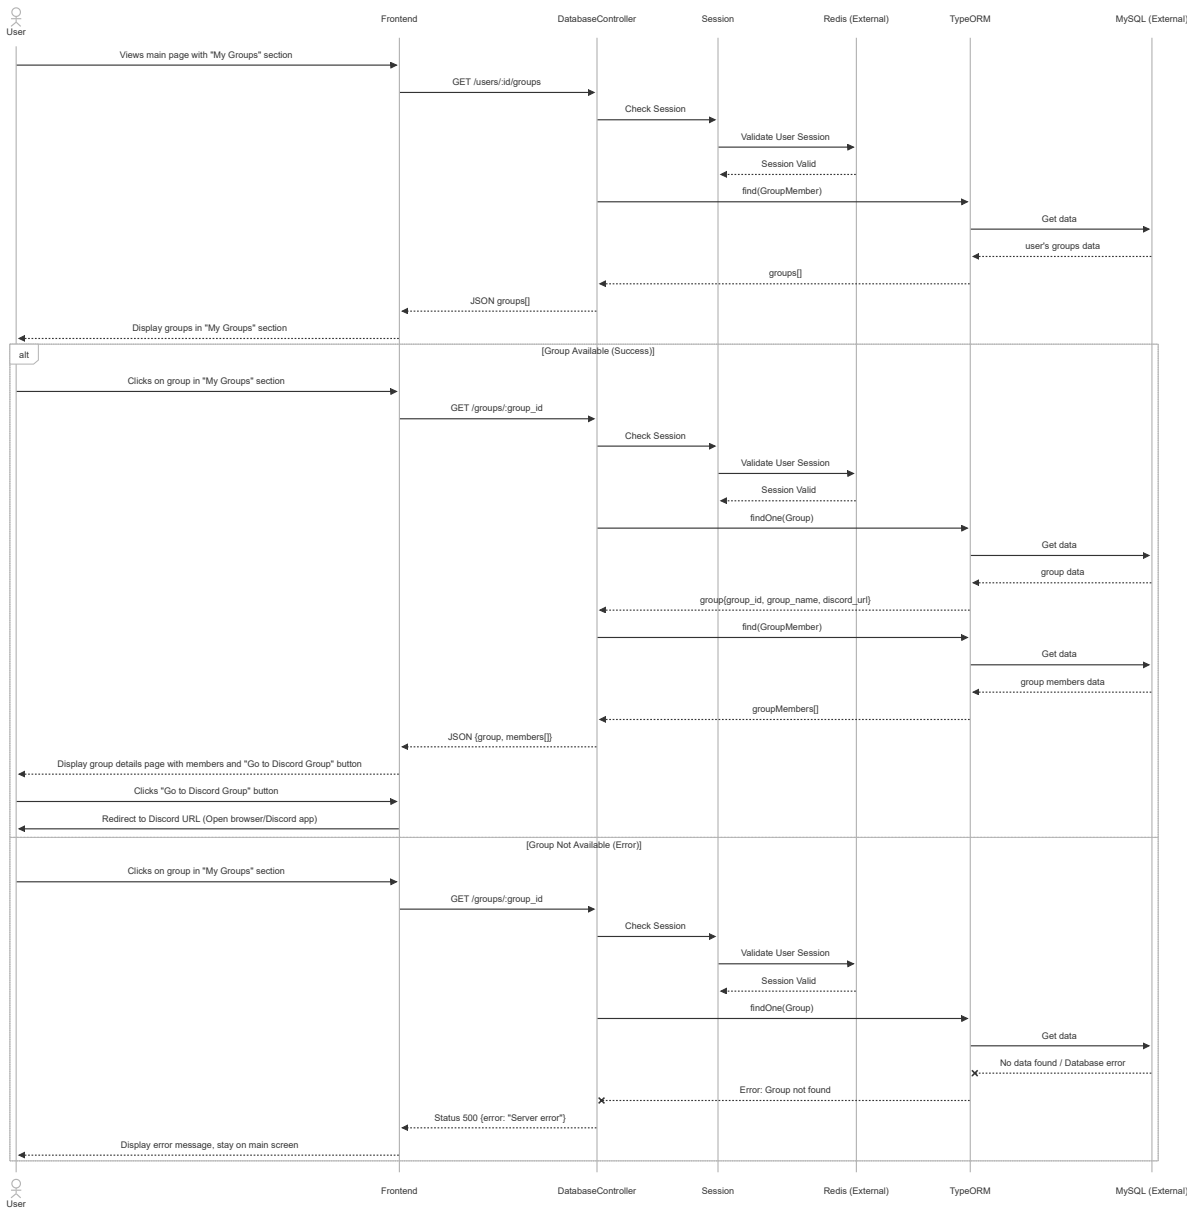 User
Frontend
DatabaseController
Session
Redis (External)
TypeORM
MySQL (External)
Views main page with "My Groups" section
GET /users/:id/groups
Check Session
Validate User Session
Session Valid
find(GroupMember)
Get data
user's groups data
groups[]
JSON groups[]
Display groups in "My Groups" section
alt
[Group Available (Success)]
Clicks on group in "My Groups" section
GET /groups/:group_id
Check Session
Validate User Session
Session Valid
findOne(Group)
Get data
group data
group{group_id, group_name, discord_url}
find(GroupMember)
Get data
group members data
groupMembers[]
JSON {group, members[]}
Display group details page with members and "Go to Discord Group" button
Clicks "Go to Discord Group" button
Redirect to Discord URL (Open browser/Discord app)
[Group Not Available (Error)]
Clicks on group in "My Groups" section
GET /groups/:group_id
Check Session
Validate User Session
Session Valid
findOne(Group)
Get data
No data found / Database error
Error: Group not found
Status 500 {error: "Server error"}
Display error message, stay on main screen
User
Frontend
DatabaseController
Session
Redis (External)
TypeORM
MySQL (External)